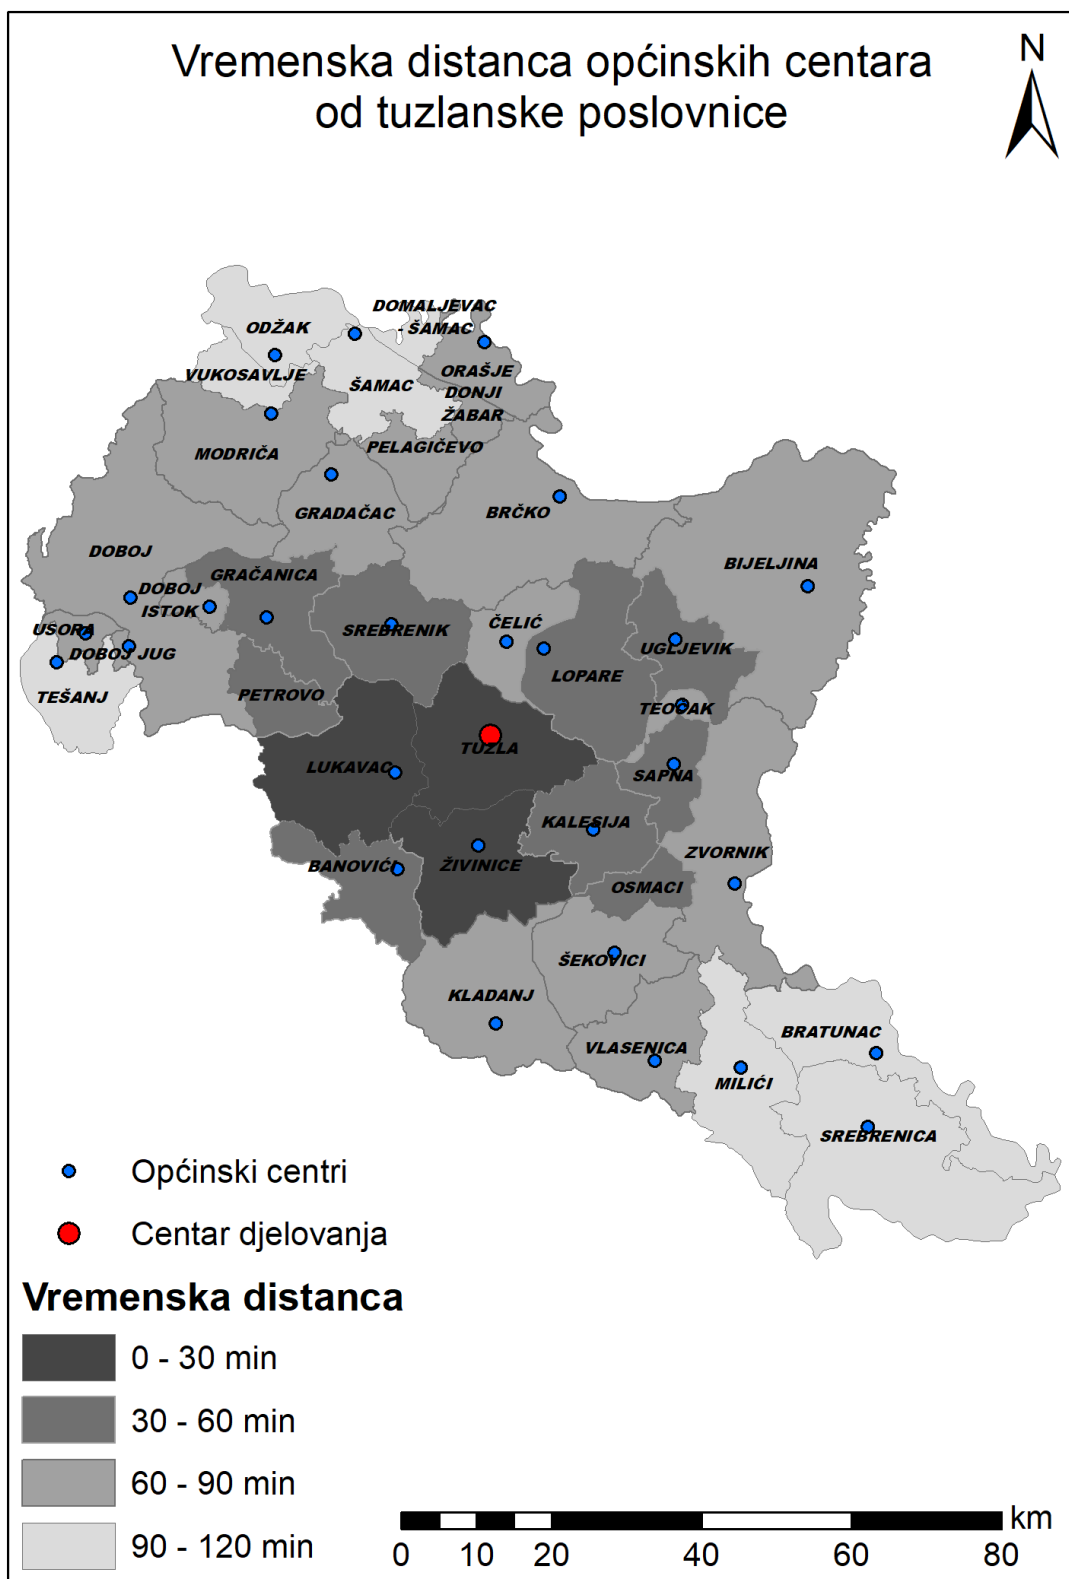 Vremenska distanca općinskih centara
od tuzlanske poslovnice
N
DOMALJEVAC
- ŠAMAC
ODŽAK
VUKOSAVLJE
ŠAMAC
ORAŠJE
DONJI
ŽABAR
MODRIČA
PELAGIČEVO
GRADAČAC
BRČKO
DOBOJ
BIJELJINA
GRAČANICA
DOBOJ
ISTOK
USORA
SREBRENIK
ČELIĆ
UGLJEVIK
DOBOJ JUG
LOPARE
TEŠANJ
PETROVO
TEOČAK
TUZLA
LUKAVAC
SAPNA
KALESIJA
ZVORNIK
BANOVIĆI
ŽIVINICE
OSMACI
ŠEKOVICI
KLADANJ
BRATUNAC
VLASENICA
MILIĆI
SREBRENICA
Općinski centri
Centar djelovanja
Vremenska distanca
0 - 30 min
30 - 60 min
60 - 90 min
90 - 120 min
km
0 10 20 40 60 80